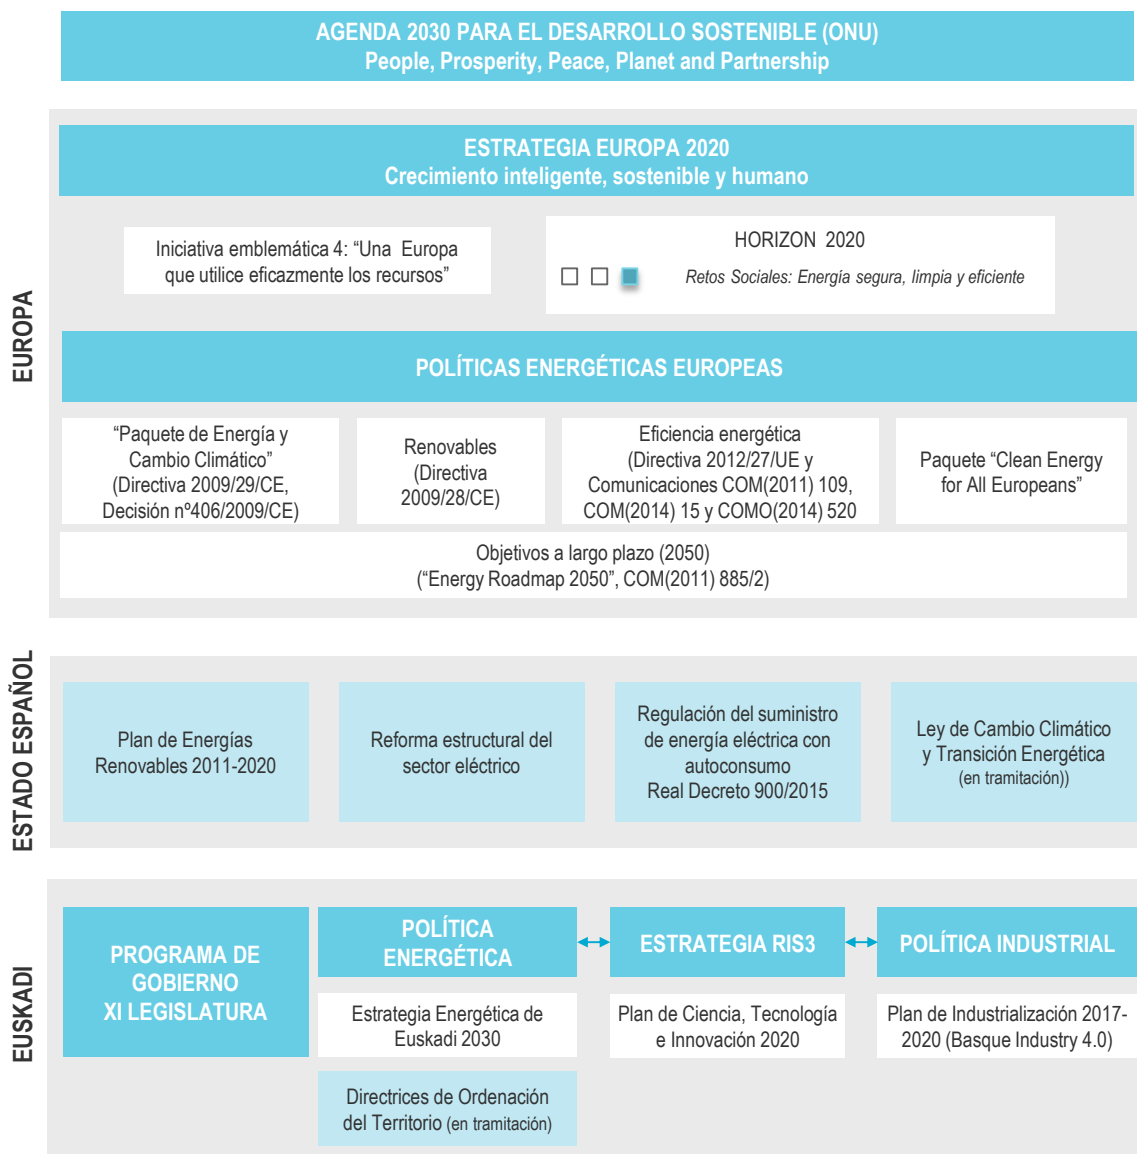 AGENDA 2030 PARA EL DESARROLLO SOSTENIBLE (ONU)
People, Prosperity, Peace, Planet and Partnership
EUROPA
ESTRATEGIA EUROPA 2020
Crecimiento inteligente, sostenible y humano
Iniciativa emblemática 4: “Una Europa
que utilice eficazmente los recursos”
HORIZON 2020
Retos Sociales: Energía segura, limpia y eficiente
POLÍTICAS ENERGÉTICAS EUROPEAS
“Paquete de Energía y
Cambio Climático”
(Directiva 2009/29/CE,
Decisión nº406/2009/CE)
Renovables
(Directiva
2009/28/CE)
Eficiencia energética
(Directiva 2012/27/UE y
Comunicaciones COM(2011) 109,
COM(2014) 15 y COMO(2014) 520
Paquete “Clean Energy
for All Europeans”
Objetivos a largo plazo (2050)
(“Energy Roadmap 2050”, COM(2011) 885/2)
ESTADO ESPAÑOL
Plan de Energías
Renovables 2011-2020
Reforma estructural del
sector eléctrico
Regulación del suministro
de energía eléctrica con
autoconsumo
Real Decreto 900/2015
Ley de Cambio Climático
y Transición Energética
(en tramitación))
EUSKADI
PROGRAMA DE
GOBIERNO
XI LEGISLATURA
POLÍTICA
ENERGÉTICA
Estrategia Energética de
Euskadi 2030
Directrices de Ordenación
del Territorio (en tramitación)
ESTRATEGIA RIS3
Plan de Ciencia, Tecnología
e Innovación 2020
POLÍTICA INDUSTRIAL
Plan de Industrialización 2017-
2020 (Basque Industry 4.0)